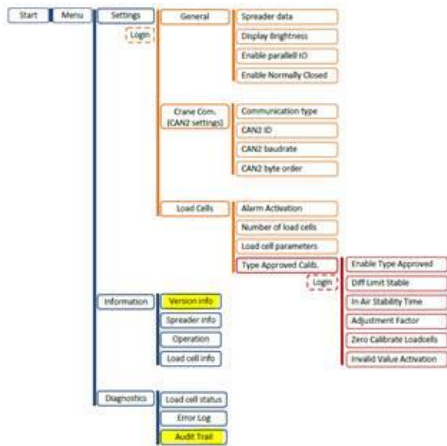 Start
Menu
Settings
General
Spreader data
Login
Display Brightness
Enable parallell IO
Enable Normally Closed
Crane Com.
(CAN2 settings)
Communication type
CAN2 ID
CAN2 baudrate
CAN2 byte order
Load Cells
Alarm Activation
Number of load cells
Load cell parameters
Type Approved Calib.
Enable Type Approved
Login
Diff Limit Stable
In Air Stability Time
Adjustment Factor
Zero Calibrate Loadcells
Invalid Value Activation
Information
Version info
Spreader info
Operation
Load cell info
Diagnostics
Load cell status
Error Log
Audit Trail